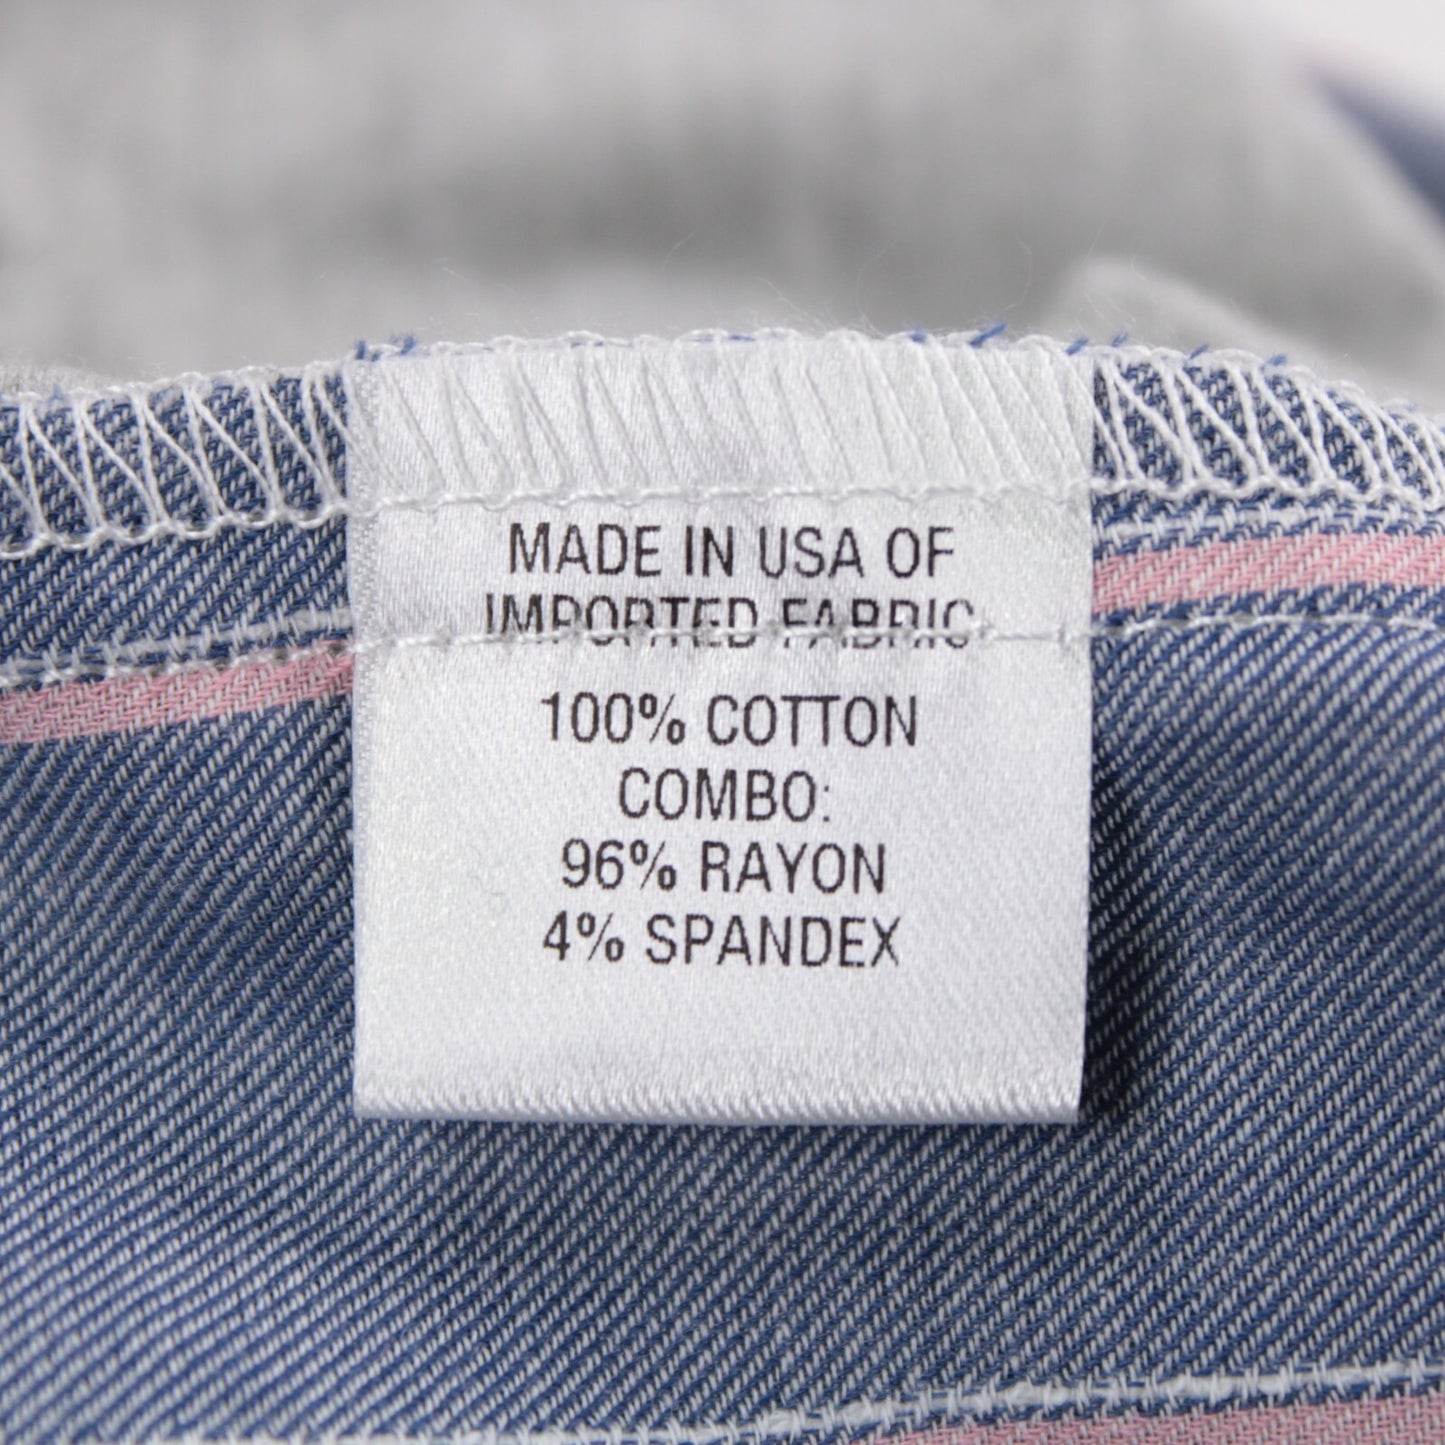 MADE IN USA OF
IMPORTED FABRIC
100% COTTON
COMBO:
96% RAYON
4% SPANDEX